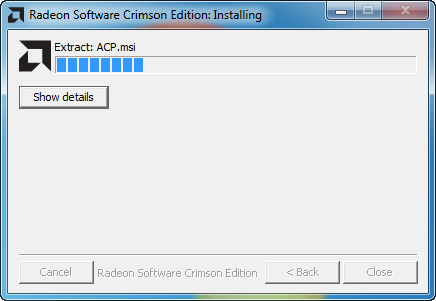 Radeon Software Crimson Edition: Installing
Extract: ACP.msi
Show details
Cancel
Radeon Software Crimson Edition
< Back
Close